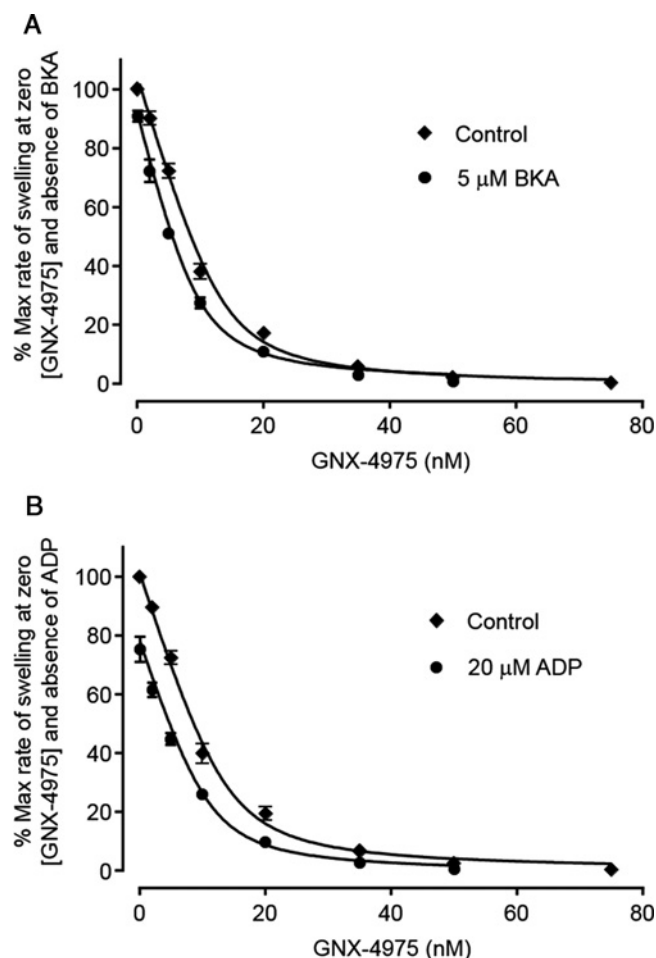 A
% Max rate of swelling at zero
[GNX-4975] and absence of BKA
100
80
60
40
20
0
Control
5 μM BKA
0 20 40 60 80
GNX-4975 (nM)
B
% Max rate of swelling at zero
[GNX-4975] and absence of ADP
100
80
60
40
20
0
Control
20 μM ADP
0 20 40 60 80
GNX-4975 (nM)